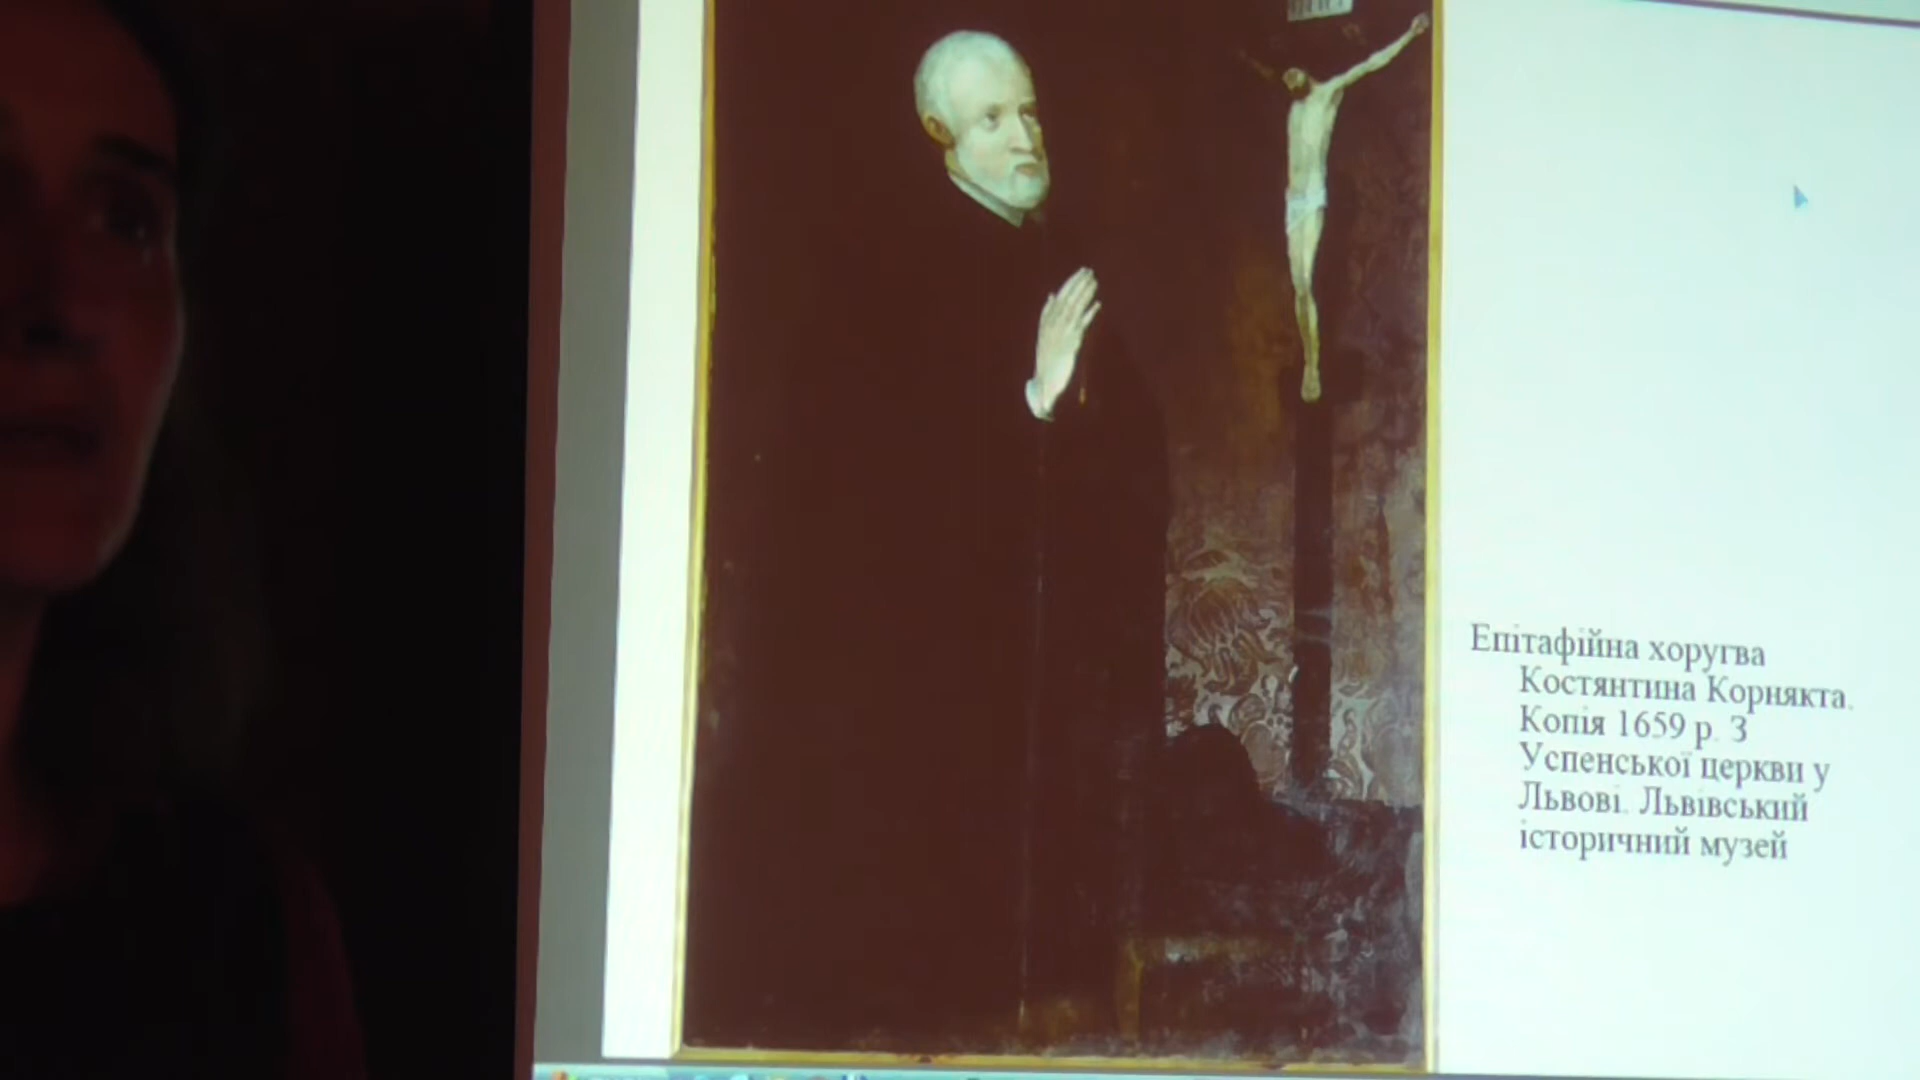 Епітафійна хоругва
Костянтина Корнякта.
Копія 1659 р. З
Успенської церкви у
Львові. Львівський
історичний музей